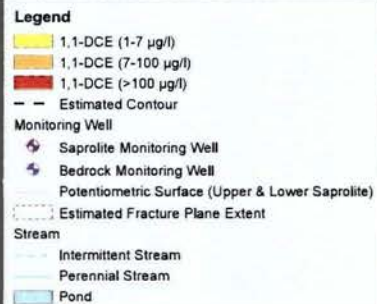 Legend
1,1-DCE (1-7 µg/l)
1,1-DCE (7-100 µg/l)
1,1-DCE (>100 µg/l)
Estimated Contour
Monitoring Well
Saprolite Monitoring Well
Bedrock Monitoring Well
Potentiometric Surface (Upper & Lower Saprolite)
Estimated Fracture Plane Extent
Stream
Intermittent Stream
Perennial Stream
Pond